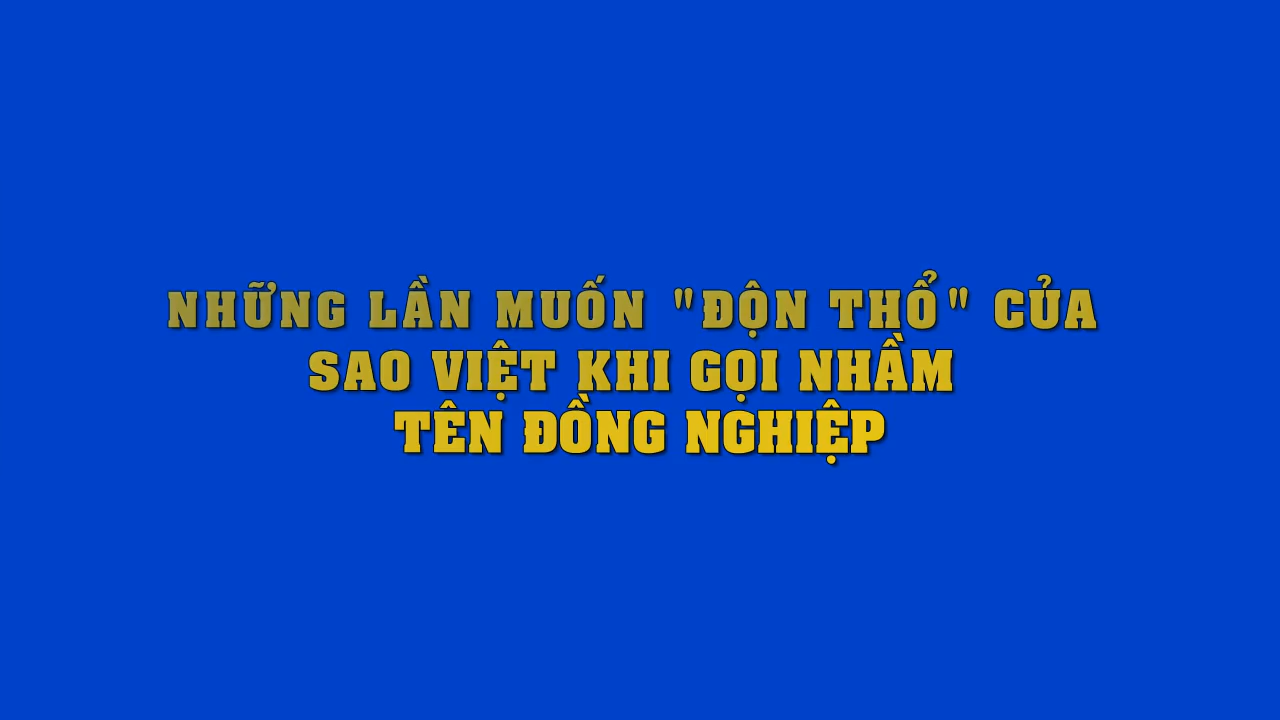 NHỮNG LẦN MUỐN "ĐỘN THỔ" CỦA
SAO VIỆT KHI GỌI NHẦM
TÊN ĐỒNG NGHIỆP